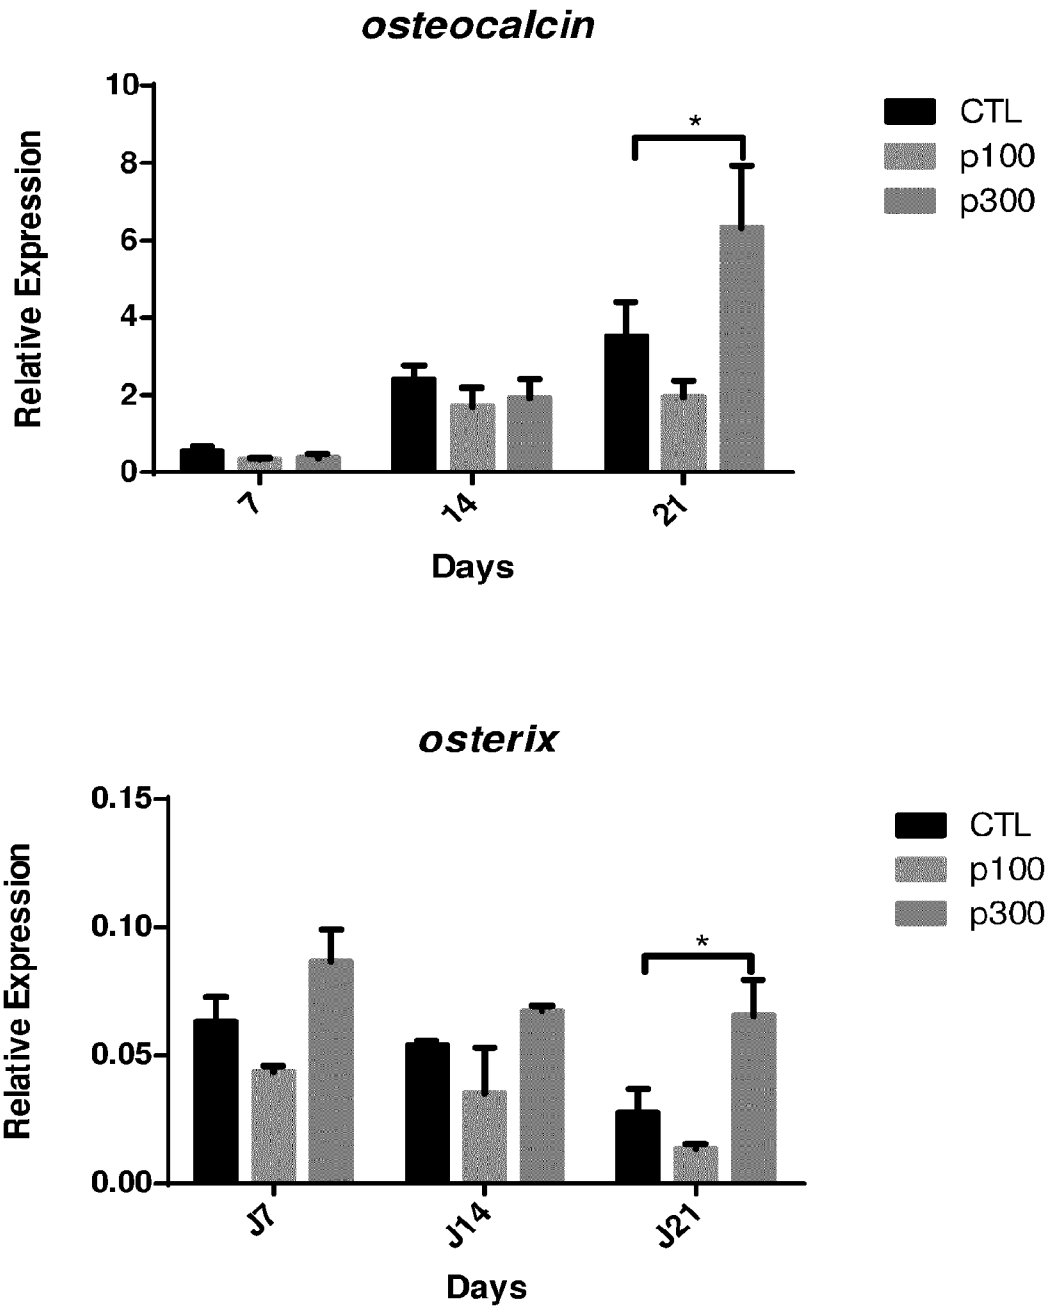 osteocalcin
10
8
6
4
2
0
Relative Expression
*
CTL
p100
p300
7
14
21
Days
osterix
0.15
0.10
0.05
0.00
Relative Expression
*
CTL
p100
p300
J7
J14
J21
Days